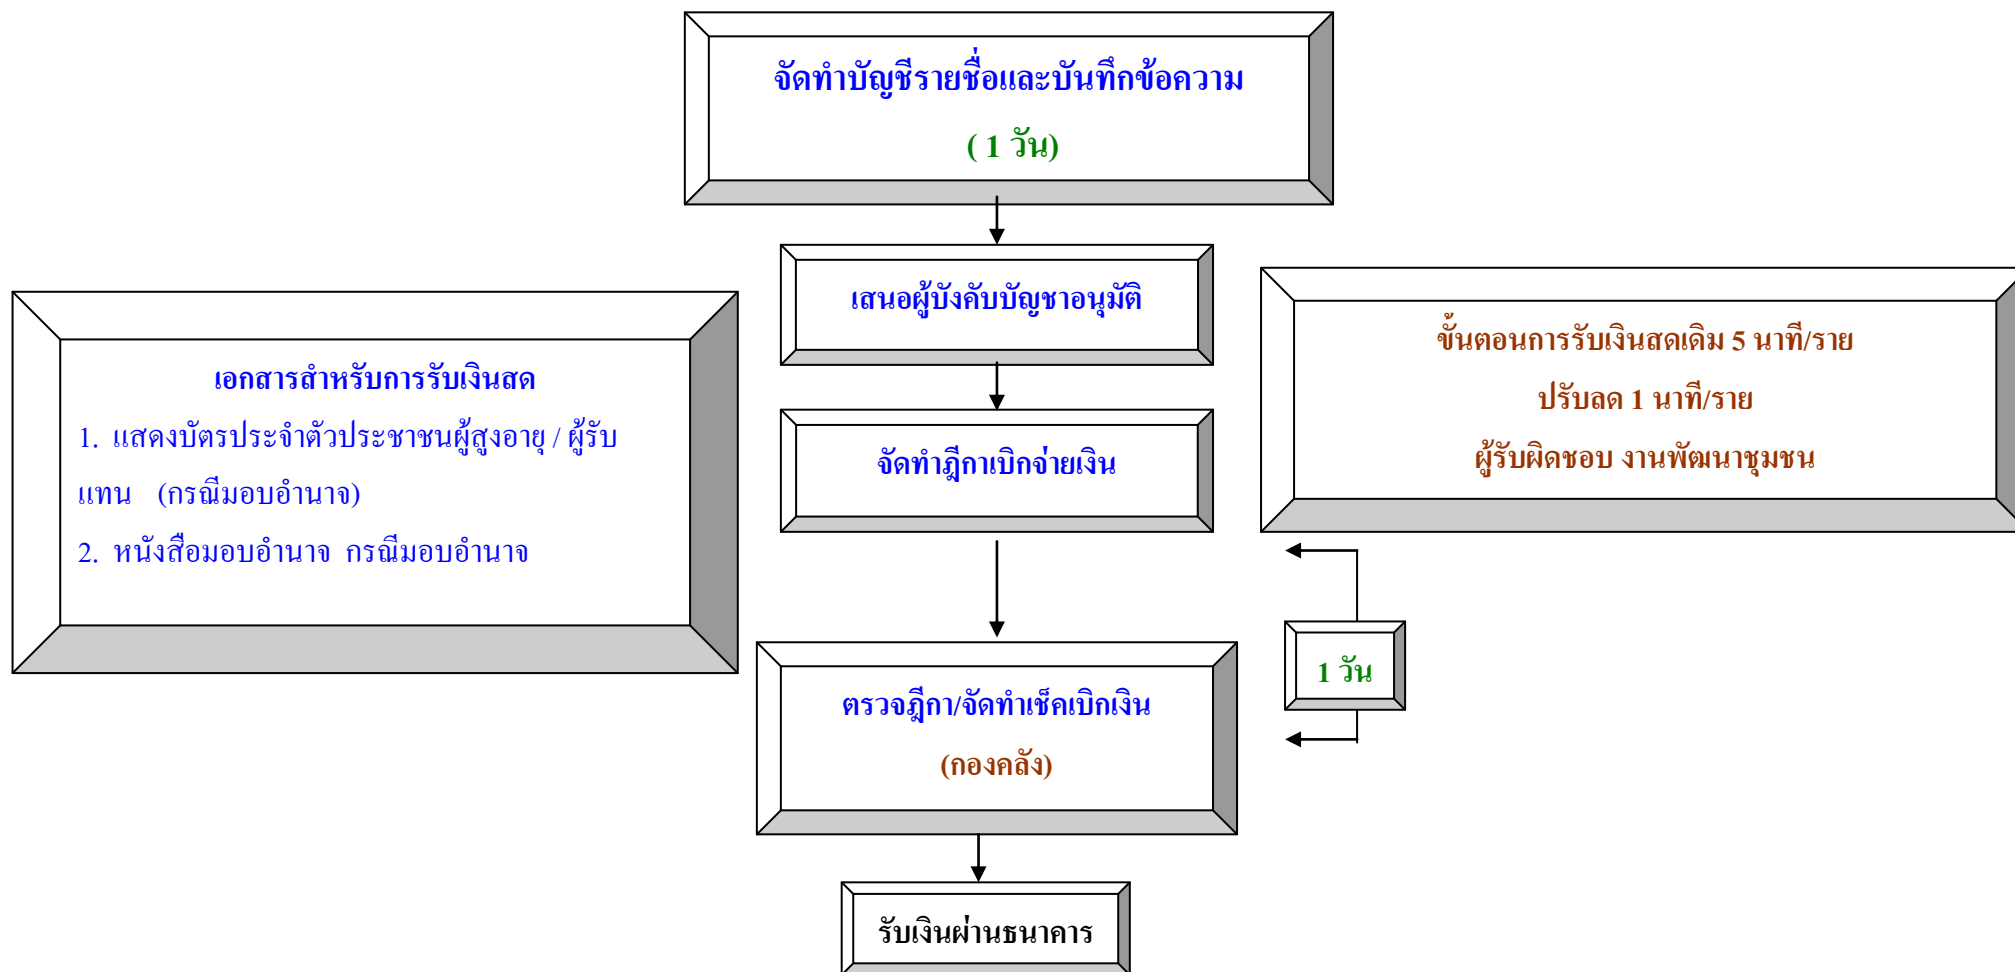 จัดทำบัญชีรายชื่อและบันทึกข้อความ
( 1 วัน)
เสนอผู้บังคับบัญชาอนุมัติ
เอกสารสำหรับการรับเงินสด
1. แสดงบัตรประจำตัวประชาชนผู้สูงอายุ / ผู้รับ
แทน (กรณีมอบอำนาจ)
2. หนังสือมอบอำนาจ กรณีมอบอำนาจ
จัดทำฎีกาเบิกจ่ายเงิน
ขั้นตอนการรับเงินสดเดิม 5 นาที/ราย
ปรับลด 1 นาที/ราย
ผู้รับผิดชอบ งานพัฒนาชุมชน
1 วัน
ตรวจฎีกา/จัดทำเช็คเบิกเงิน
(กองคลัง)
รับเงินผ่านธนาคาร